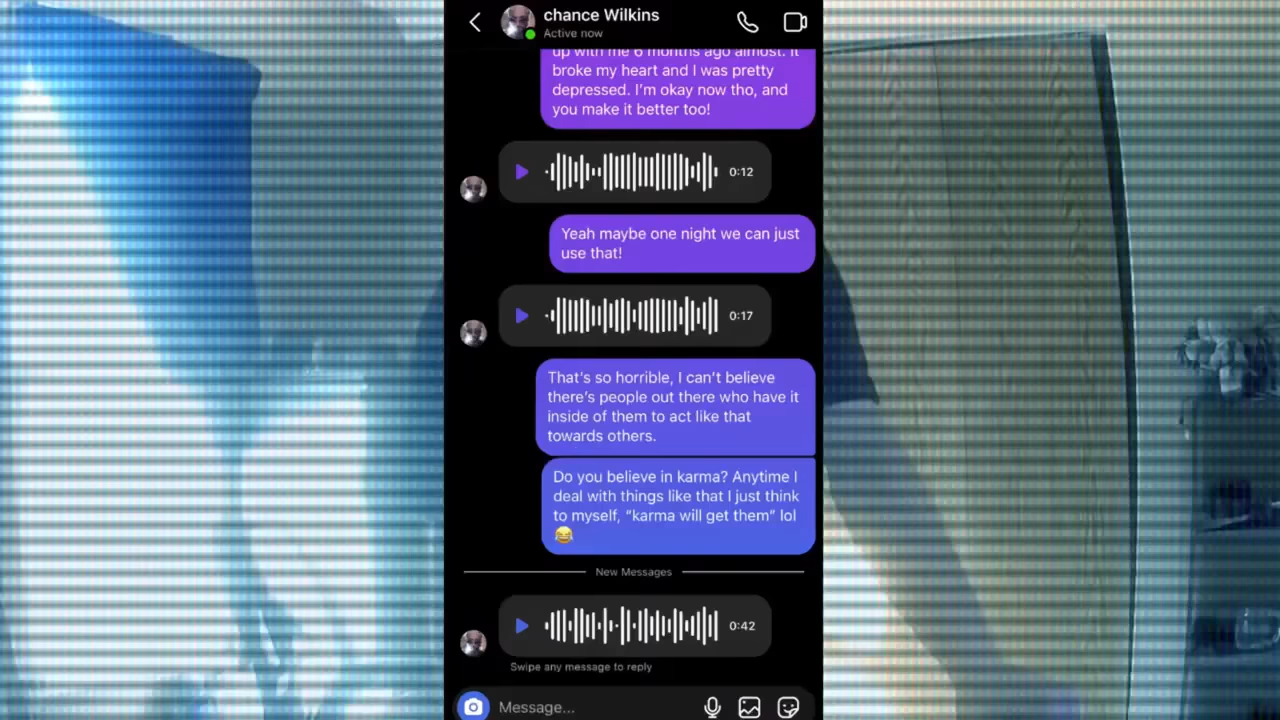 chance Wilkins
Active now
up with me 6 months ago almost. It
broke my heart and I was pretty
depressed. I’m okay now tho, and
you make it better too!
0:12
Yeah maybe one night we can just
use that!
0:17
That’s so horrible, I can’t believe
there’s people out there who have it
inside of them to act like that
towards others.
Do you believe in karma? Anytime I
deal with things like that I just think
to myself, “karma will get them” lol
😂
New Messages
0:42
Swipe any message to reply
Message...